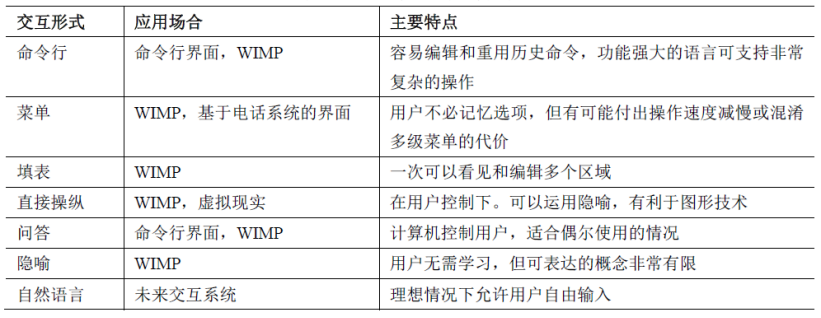 交互形式 应用场合 主要特点
命令行 命令行界面，WIMP 容易编辑和重用历史命令，功能强大的语言可支持非常
复杂的操作
菜单 WIMP，基于电话系统的界面 用户不必记忆选项，但有可能付出操作速度减慢或混淆
多级菜单的代价
填表 WIMP 一次可以看见和编辑多个区域
直接操纵 WIMP，虚拟现实 在用户控制下。可以运用隐喻，有利于图形技术
问答 命令行界面，WIMP 计算机控制用户，适合偶尔使用的情况
隐喻 WIMP 用户无需学习，但可表达的概念非常有限
自然语言 未来交互系统 理想情况下允许用户自由输入